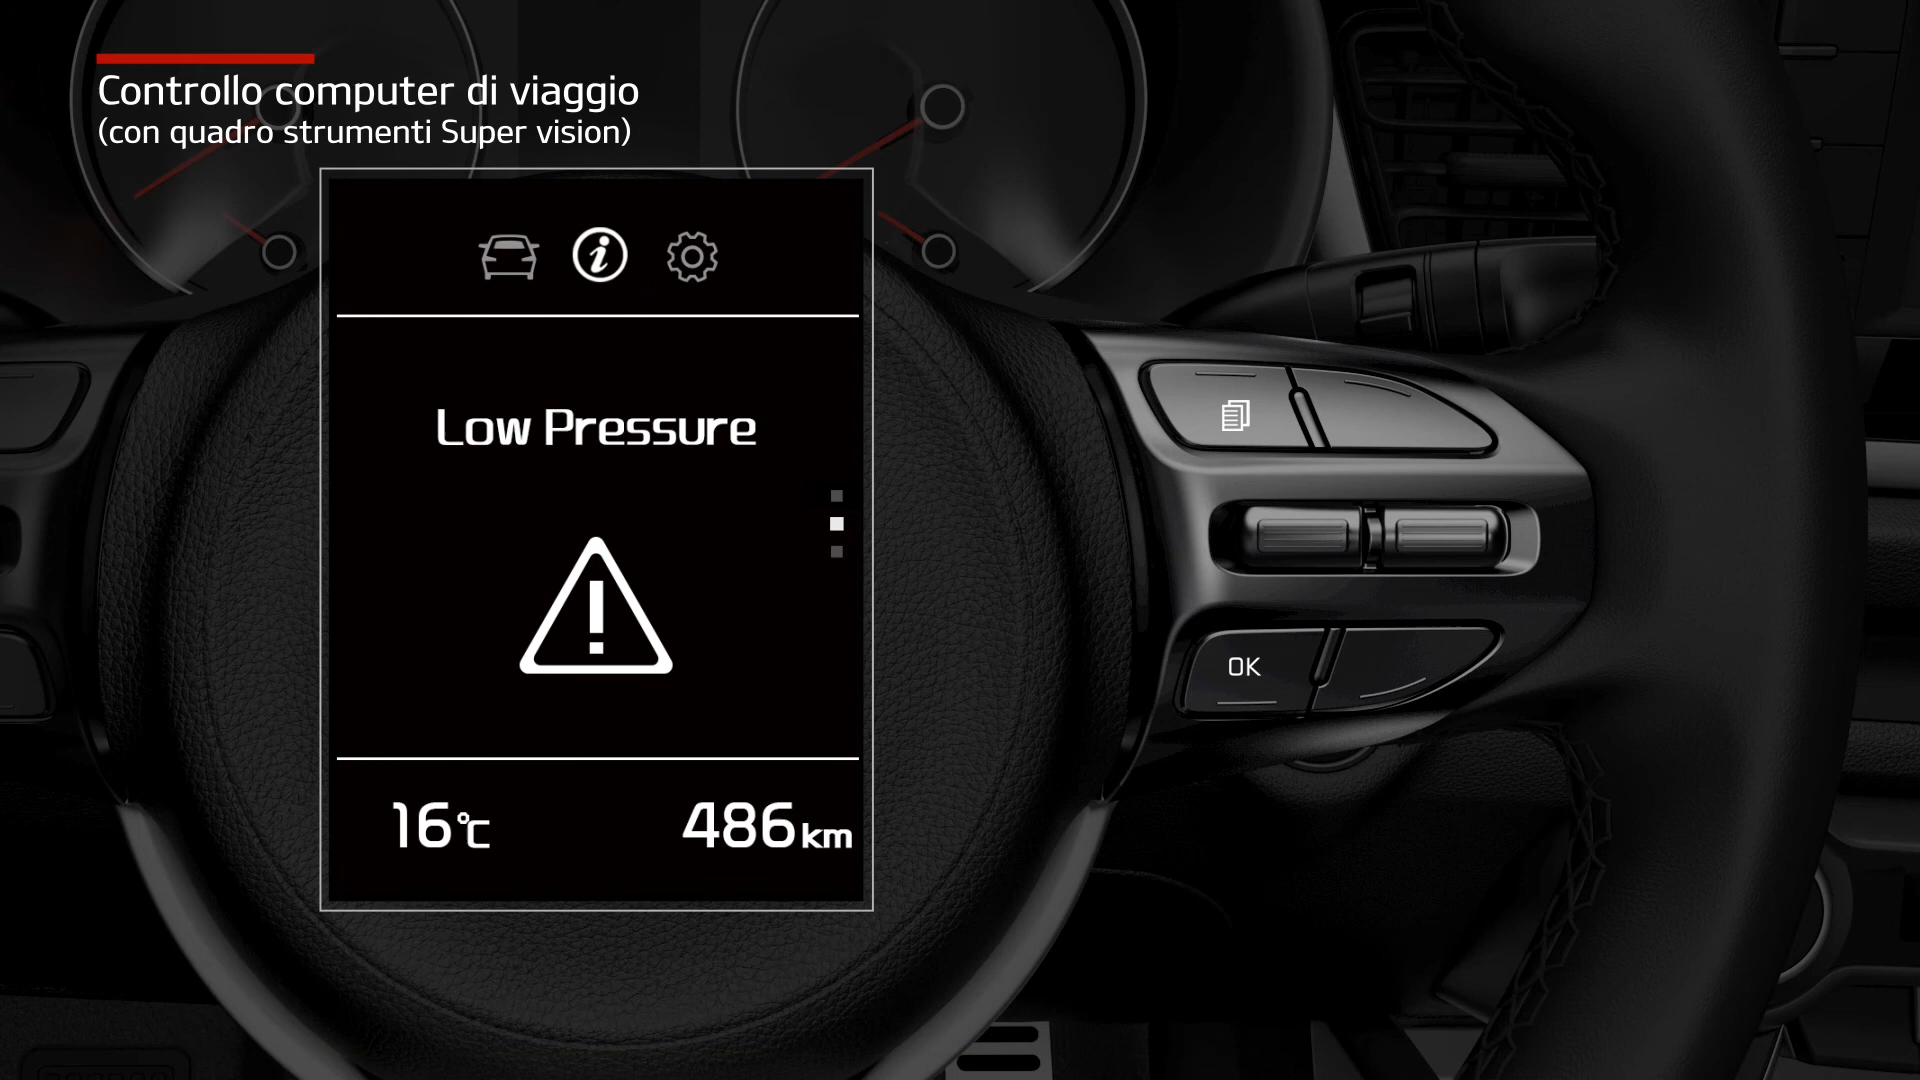 Controllo computer di viaggio
(con quadro strumenti Super vision)
i
Low Pressure
!
16°C
486km
OK